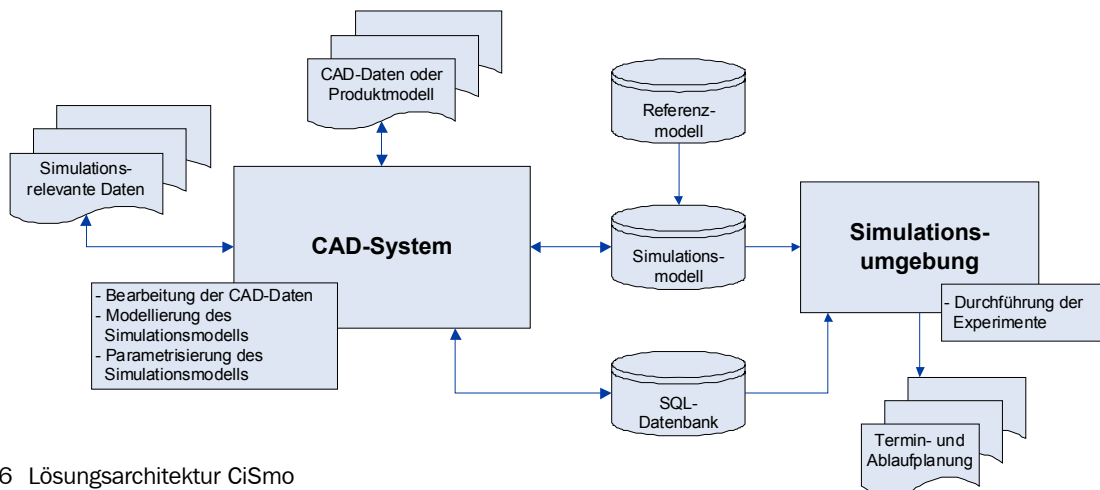 CAD-Daten oder
Produktmodell
Simulations-
relevante Daten
Referenz-
modell
CAD-System
Simulations-
modell
Simulations-
umgebung
- Bearbeitung der CAD-Daten
- Modellierung des
Simulationsmodells
- Parametrisierung des
Simulationsmodells
- Durchführung der
Experimente
SQL-
Datenbank
Termin- und
Ablaufplanung
6 Lösungsarchitektur CiSmo